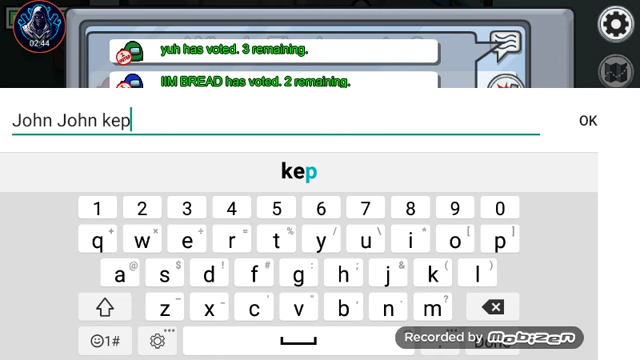 02:44
yuh has voted. 3 remaining.
IIM BREAD has voted. 2 remaining.
John John kep
OK
kep
1 2 3 4 5 6 7 8 9 0
q w e r t y u i o p
a s d f g h j k l
z x c v b n m
☺1#
Recorded by Mobizen